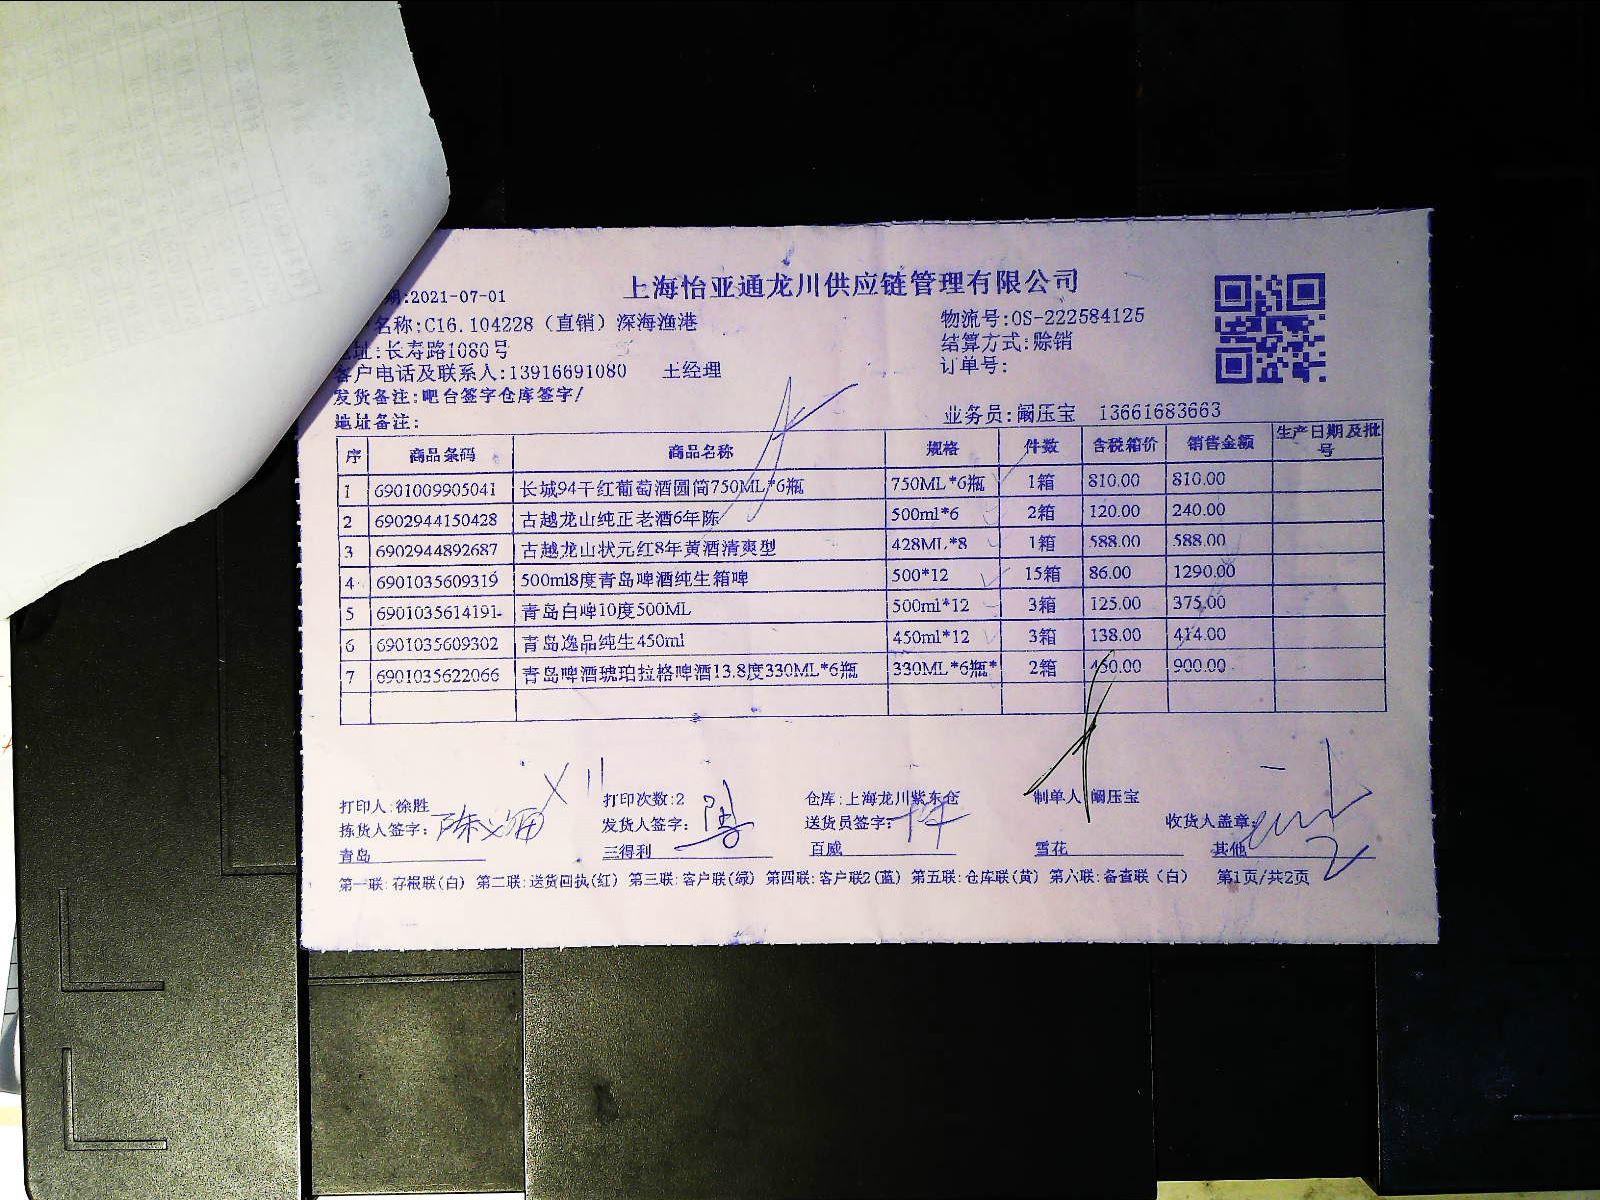 上海怡亚通龙川供应链管理有限公司
期:2021-07-01
名称:C16.104228（直销）深海渔港
物流号:OS-222584125
地址:长寿路1080号
结算方式:赊销
客户电话及联系人:13916691080 王经理
订单号:
发货备注:吧台签字仓库签字/
地址备注:
业务员:阚压宝 13661683663
序 商品条码 商品名称 规格 件数 含税箱价 销售金额 生产日期及批号
1 6901009905041 长城94干红葡萄酒圆筒750ML*6瓶 750ML*6瓶 1箱 810.00 810.00
2 6902944150428 古越龙山纯正老酒6年陈 500ml*6 2箱 120.00 240.00
3 6902944892687 古越龙山状元红8年黄酒清爽型 428ML*8 1箱 588.00 588.00
4 6901035609319 500ml8度青岛啤酒纯生箱啤 500*12 15箱 86.00 1290.00
5 6901035614191- 青岛白啤10度500ML 500ml*12 3箱 125.00 375.00
6 6901035609302 青岛逸品纯生450ml 450ml*12 3箱 138.00 414.00
7 6901035622066 青岛啤酒琥珀拉格啤酒13.8度330ML*6瓶 330ML*6瓶* 2箱 450.00 900.00
打印人:徐胜 打印次数:2 仓库:上海龙川紫东仓 制单人 阚压宝
拣货人签字: 发货人签字: 送货员签字: 收货人盖章:
青岛 三得利 百威 雪花 其他
第一联:存根联(白) 第二联:送货回执(红) 第三联:客户联(绿) 第四联:客户联2(蓝) 第五联:仓库联(黄) 第六联:备查联（白） 第1页/共2页